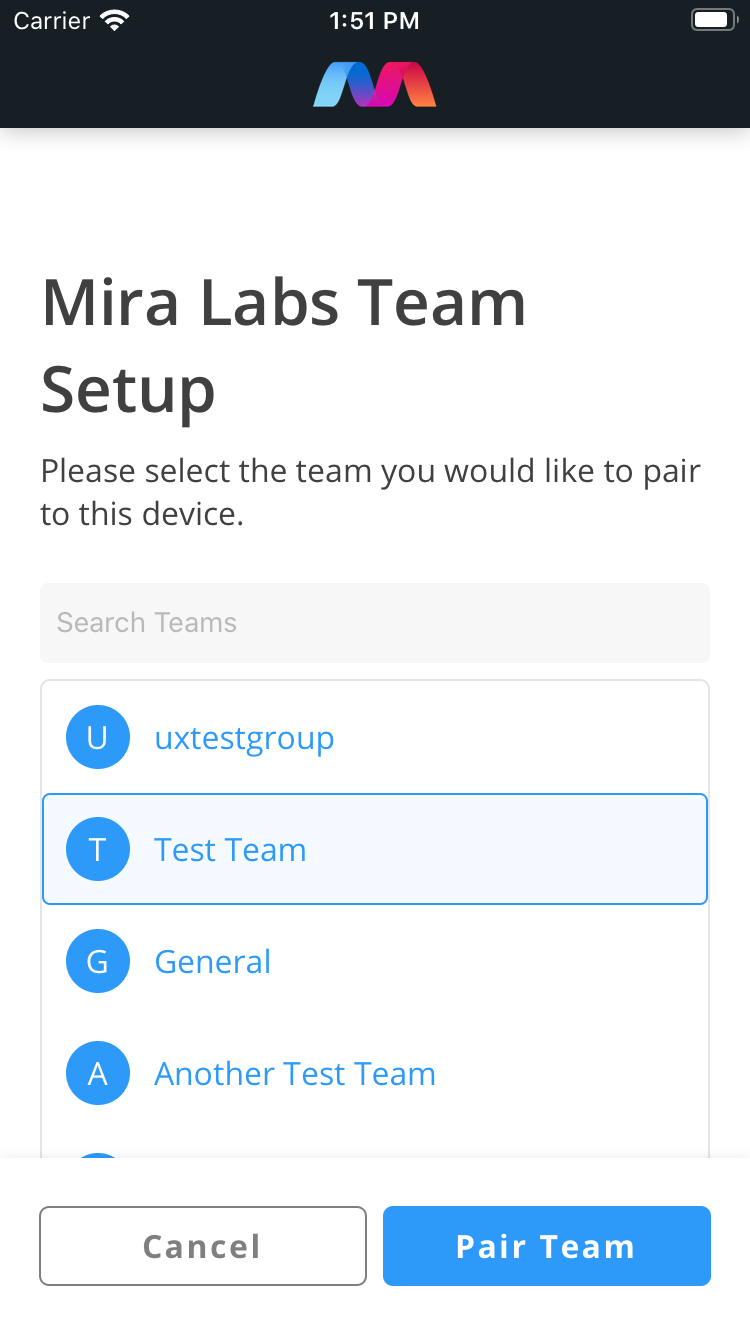 Carrier 1:51 PM
Mira Labs Team
Setup
Please select the team you would like to pair
to this device.
Search Teams
U uxtestgroup
T Test Team
G General
A Another Test Team
Cancel Pair Team